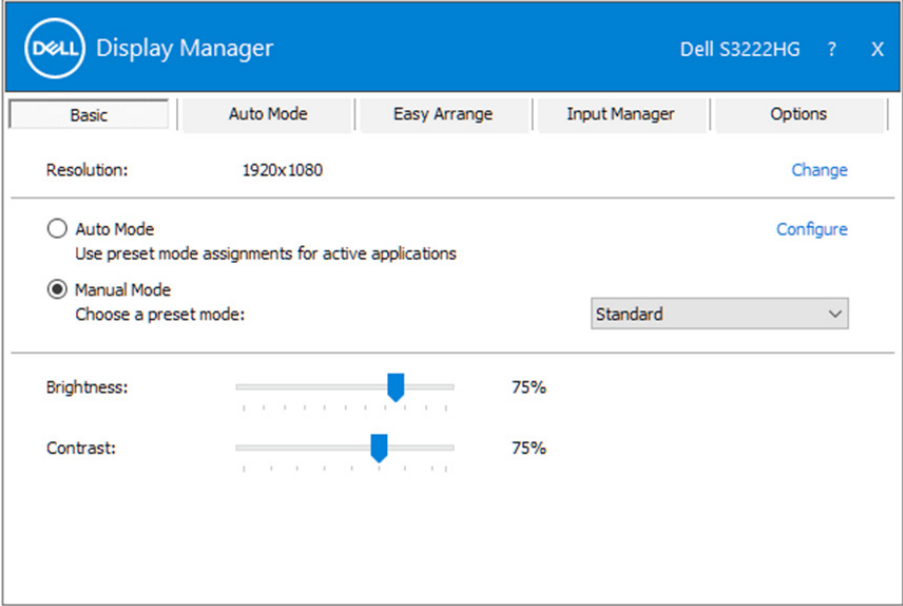 DELL Display Manager Dell S3222HG ? X
Basic Auto Mode Easy Arrange Input Manager Options
Resolution: 1920x1080 Change
Auto Mode Configure
Use preset mode assignments for active applications
Manual Mode
Choose a preset mode: Standard
Brightness: 75%
Contrast: 75%